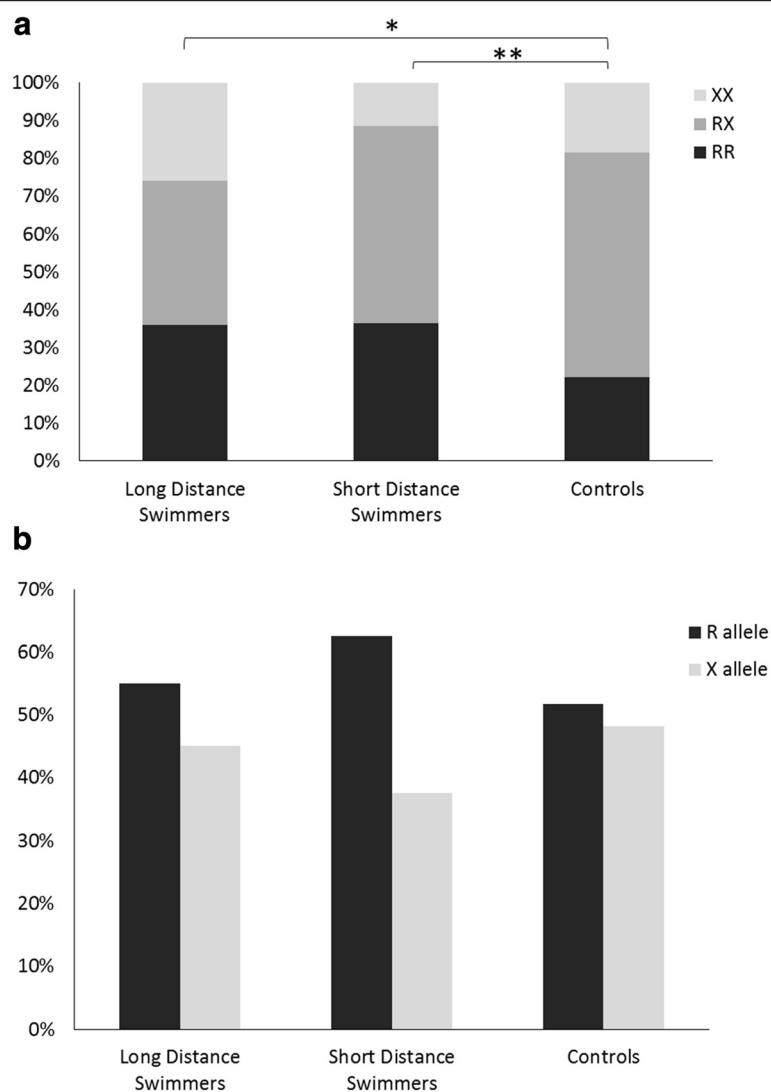 a
*
**
100%
90%
80%
70%
60%
50%
40%
30%
20%
10%
0%
XX
RX
RR
Long Distance
Swimmers
Short Distance
Swimmers
Controls
b
70%
60%
50%
40%
30%
20%
10%
0%
R allele
X allele
Long Distance
Swimmers
Short Distance
Swimmers
Controls